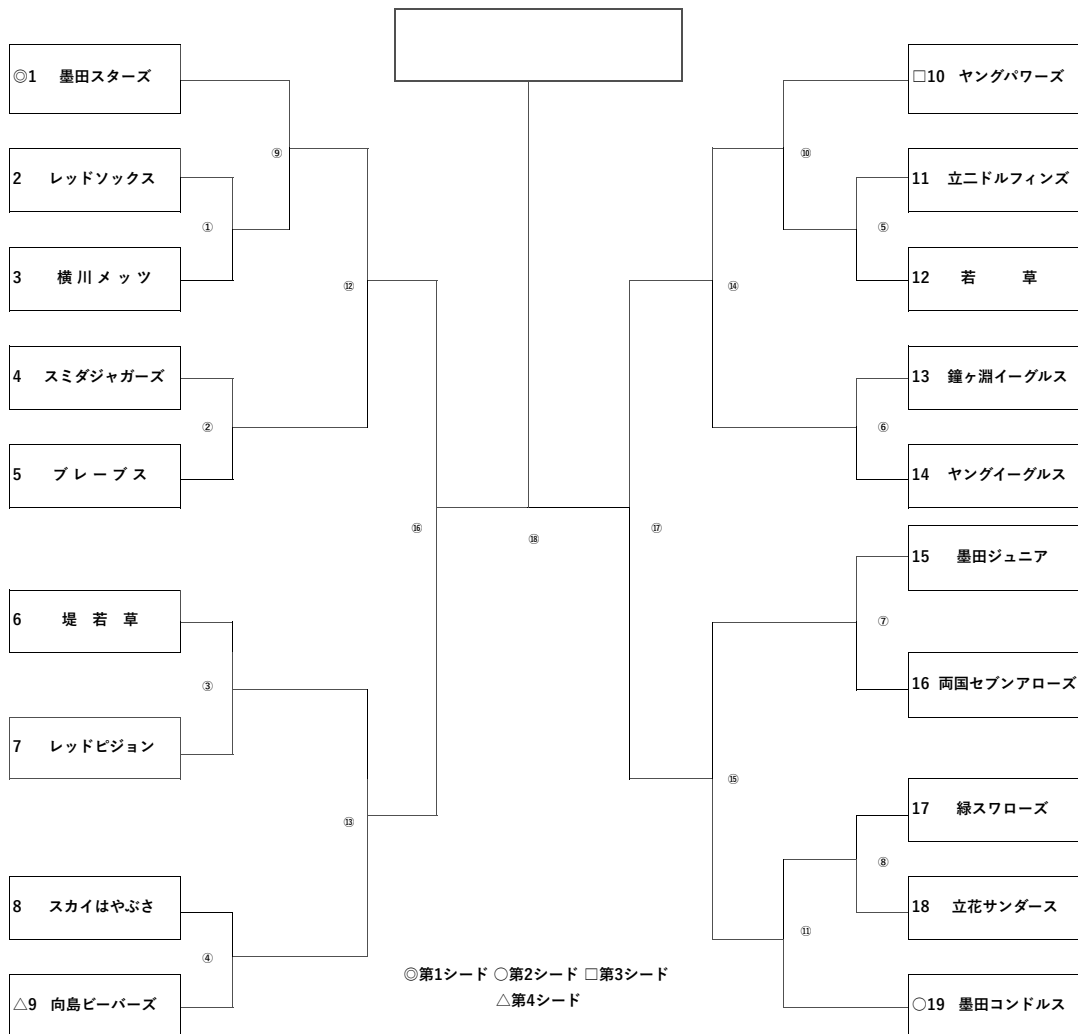 ◎1 墨田スターズ
⑨
2 レッドソックス
①
3 横川メッツ
⑫
4 スミダジャガーズ
②
5 ブレーブス
⑯
6 堤若草
③
7 レッドピジョン
⑬
8 スカイはやぶさ
④
△9 向島ビーバーズ
⑱
□10 ヤングパワーズ
⑩
11 立二ドルフィンズ
⑤
12 若草
⑭
13 鐘ヶ淵イーグルス
⑥
14 ヤングイーグルス
⑰
15 墨田ジュニア
⑦
16 両国セブンアローズ
⑮
17 緑スワローズ
⑧
18 立花サンダース
⑪
○19 墨田コンドルス
◎第1シード ○第2シード □第3シード
△第4シード